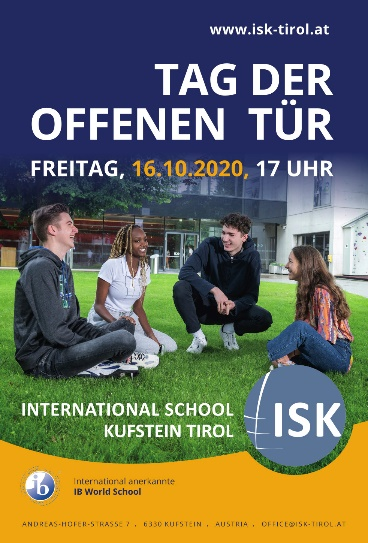 www.isk-tirol.at
TAG DER
OFFENEN TÜR
FREITAG, 16.10.2020, 17 UHR
INTERNATIONAL SCHOOL
KUFSTEIN TIROL
ISK
ib
International anerkannte
IB World School
ANDREAS-HOFER-STRASSE 7 . 6330 KUFSTEIN . AUSTRIA . OFFICE@ISK-TIROL.AT